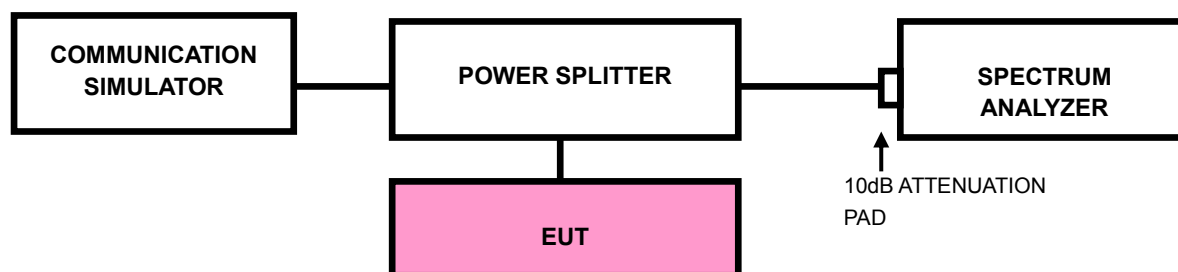 COMMUNICATION
SIMULATOR
POWER SPLITTER
SPECTRUM
ANALYZER
10dB ATTENUATION
PAD
EUT